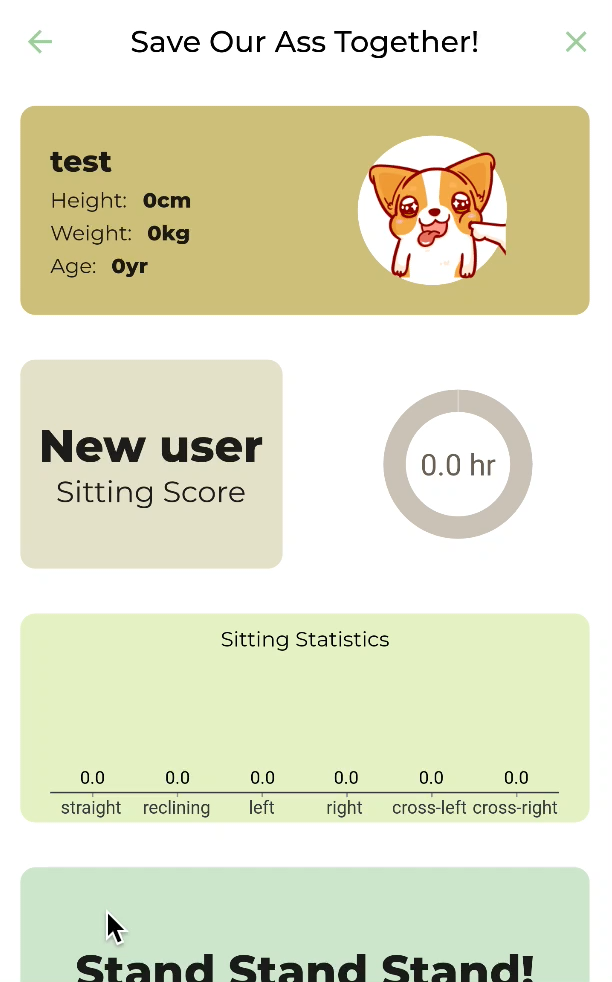 Save Our Ass Together!
test
Height: 0cm
Weight: 0kg
Age: 0yr
New user
Sitting Score
0.0 hr
Sitting Statistics
0.0 0.0 0.0 0.0 0.0 0.0
straight reclining left right cross-left cross-right
Stand Stand Stand!